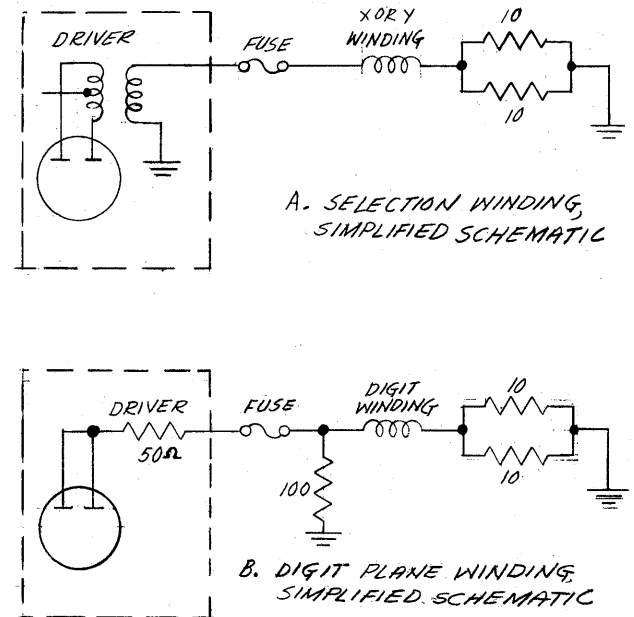 DRIVER
FUSE
X OR Y
WINDING
10
10
A. SELECTION WINDING,
SIMPLIFIED SCHEMATIC
DRIVER
50Ω
FUSE
100
DIGIT
WINDING
10
10
B. DIGIT PLANE WINDING,
SIMPLIFIED SCHEMATIC